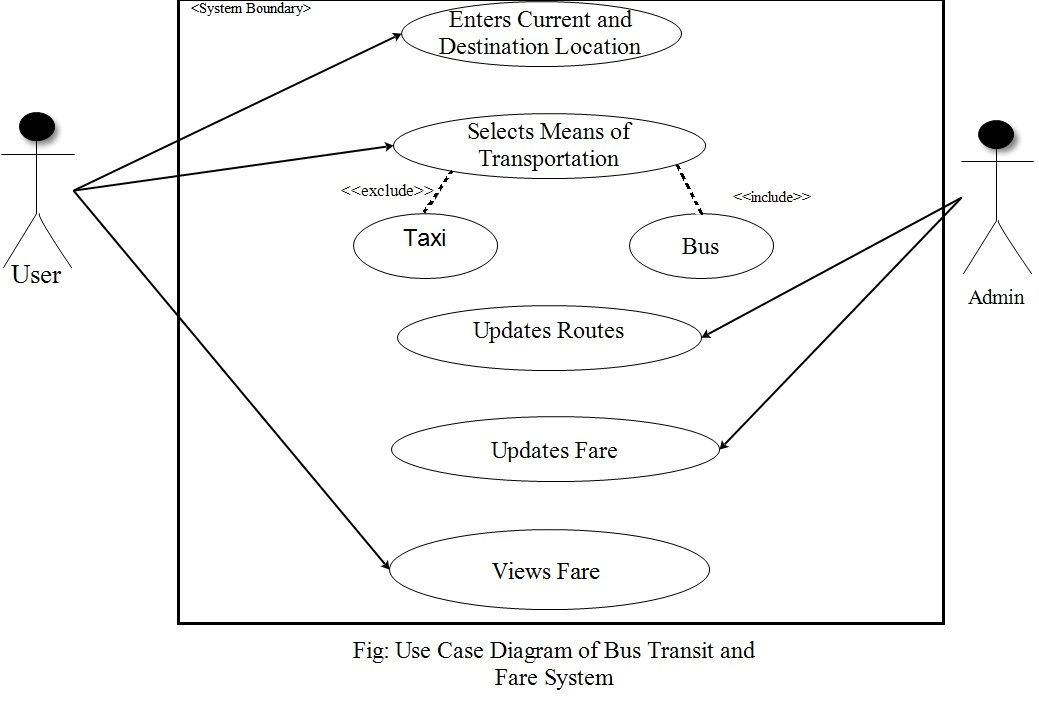 <System Boundary>
Enters Current and
Destination Location
Selects Means of
Transportation
<<exclude>>
<<include>>
Taxi
Bus
User
Admin
Updates Routes
Updates Fare
Views Fare
Fig: Use Case Diagram of Bus Transit and
Fare System